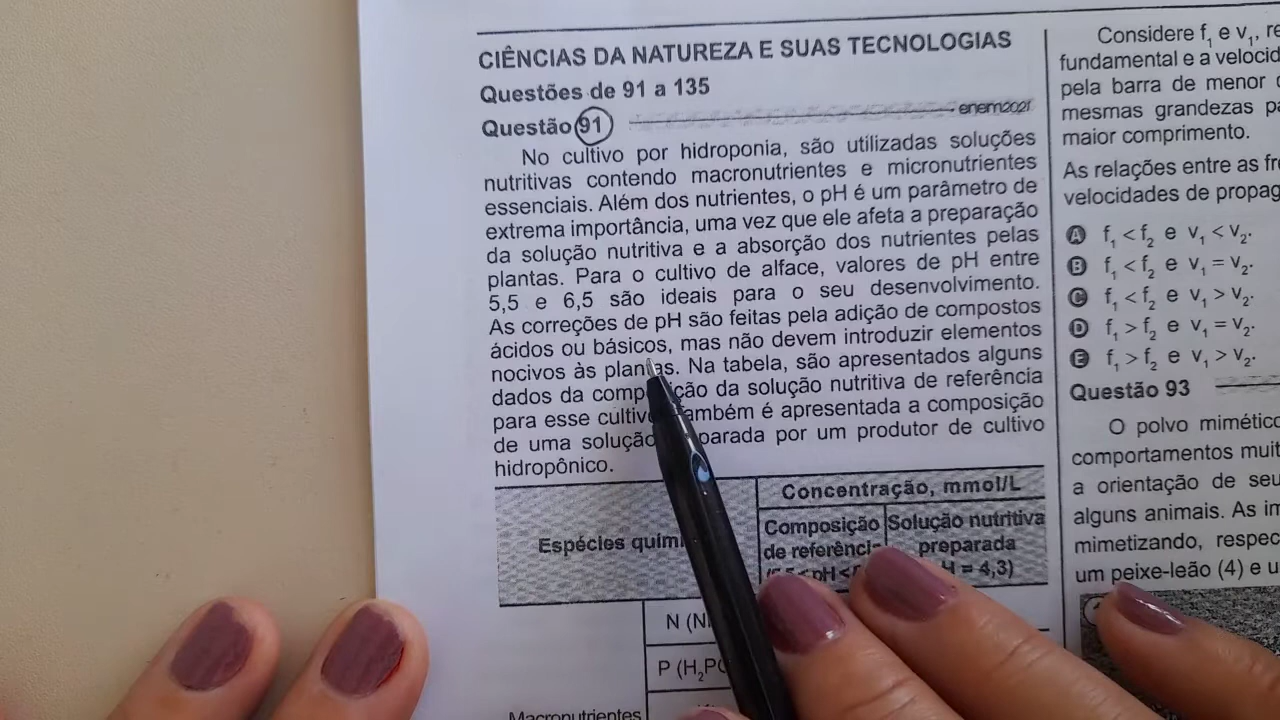 CIÊNCIAS DA NATUREZA E SUAS TECNOLOGIAS
Questões de 91 a 135
Questão 91
enem2021
No cultivo por hidroponia, são utilizadas soluções
nutritivas contendo macronutrientes e micronutrientes
essenciais. Além dos nutrientes, o pH é um parâmetro de
extrema importância, uma vez que ele afeta a preparação
da solução nutritiva e a absorção dos nutrientes pelas
plantas. Para o cultivo de alface, valores de pH entre
5,5 e 6,5 são ideais para o seu desenvolvimento.
As correções de pH são feitas pela adição de compostos
ácidos ou básicos, mas não devem introduzir elementos
nocivos às plantas. Na tabela, são apresentados alguns
dados da composição da solução nutritiva de referência
para esse cultivo. Também é apresentada a composição
de uma solução preparada por um produtor de cultivo
hidropônico.
Espécies
Concentração, mmol/L
Composição
de referência
Solução nutritiva
preparada
= 4,3)
N
P
Macronutrientes
Considere f₁ e v₁,
fundamental e a
pela barra de menor
mesmas grandezas
maior comprimento.
As relações entre as
velocidades de
A f₁ < f₂ e v₁ < v₂.
B f₁ < f₂ e v₁ = v₂.
C f₁ < f₂ e v₁ > v₂.
D f₁ > f₂ e v₁ = v₂.
E f₁ > f₂ e v₁ > v₂.
Questão 93
O polvo
comportamentos
a orientação de
alguns animais. As
mimetizando,
um peixe-leão (4) e